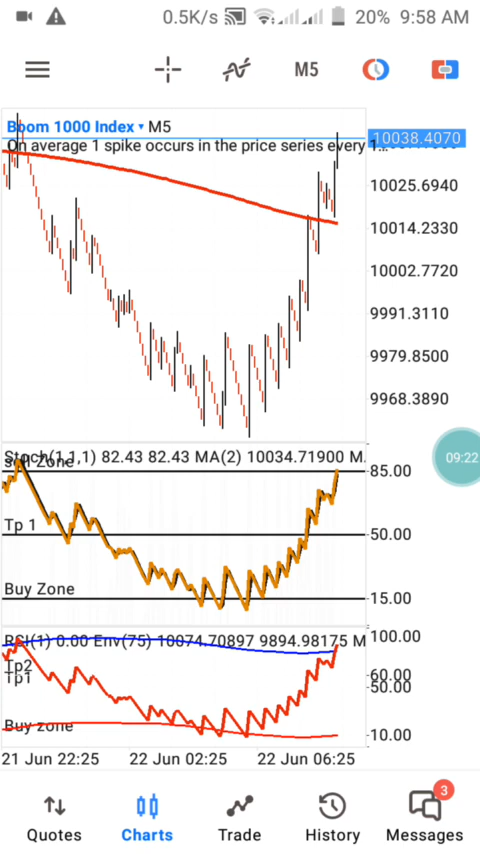 0.5K/s 20% 9:58 AM
M5
Boom 1000 Index ▾ M5
10038.4070
On average 1 spike occurs in the price series every 1...
10025.6940
10014.2330
10002.7720
9991.3110
9979.8500
9968.3890
Stoch(1,1,1) 82.43 82.43 MA(2) 10034.71900 M.
Sell Zone
85.00
09:22
Tp 1
50.00
Buy Zone
15.00
RSI(1) 0.00 Env(75) 10074.70897 9894.98175 M
100.00
Tp2
Tp1
60.00
50.00
Buy zone
10.00
21 Jun 22:25 22 Jun 02:25 22 Jun 06:25
3
Quotes Charts Trade History Messages